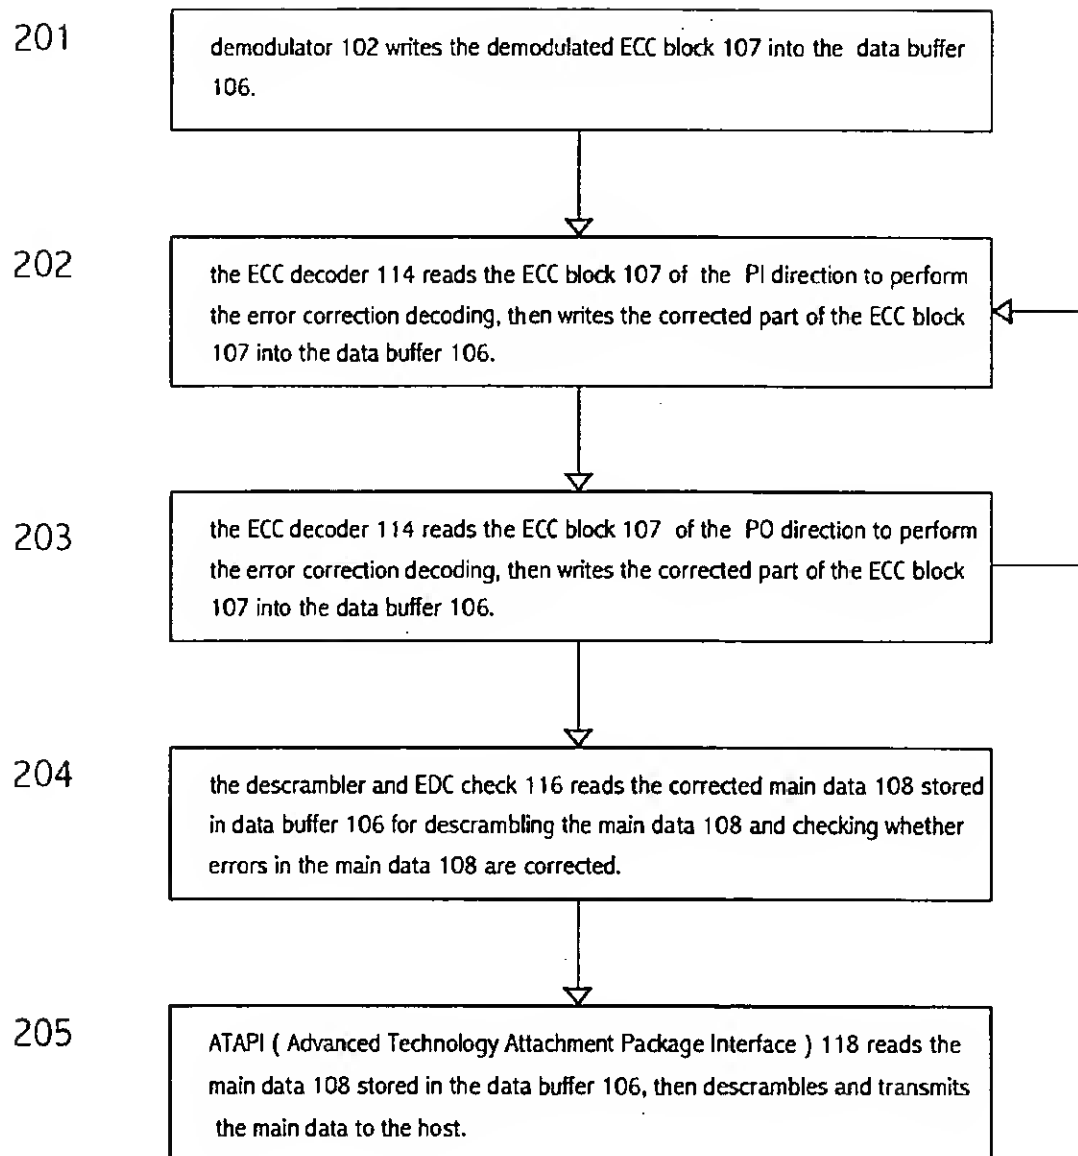 201
demodulator 102 writes the demodulated ECC block 107 into the data buffer
106.
202
the ECC decoder 114 reads the ECC block 107 of the PI direction to perform
the error correction decoding, then writes the corrected part of the ECC block
107 into the data buffer 106.
203
the ECC decoder 114 reads the ECC block 107 of the PO direction to perform
the error correction decoding, then writes the corrected part of the ECC block
107 into the data buffer 106.
204
the descrambler and EDC check 116 reads the corrected main data 108 stored
in data buffer 106 for descrambling the main data 108 and checking whether
errors in the main data 108 are corrected.
205
ATAPI ( Advanced Technology Attachment Package Interface ) 118 reads the
main data 108 stored in the data buffer 106, then descrambles and transmits
the main data to the host.